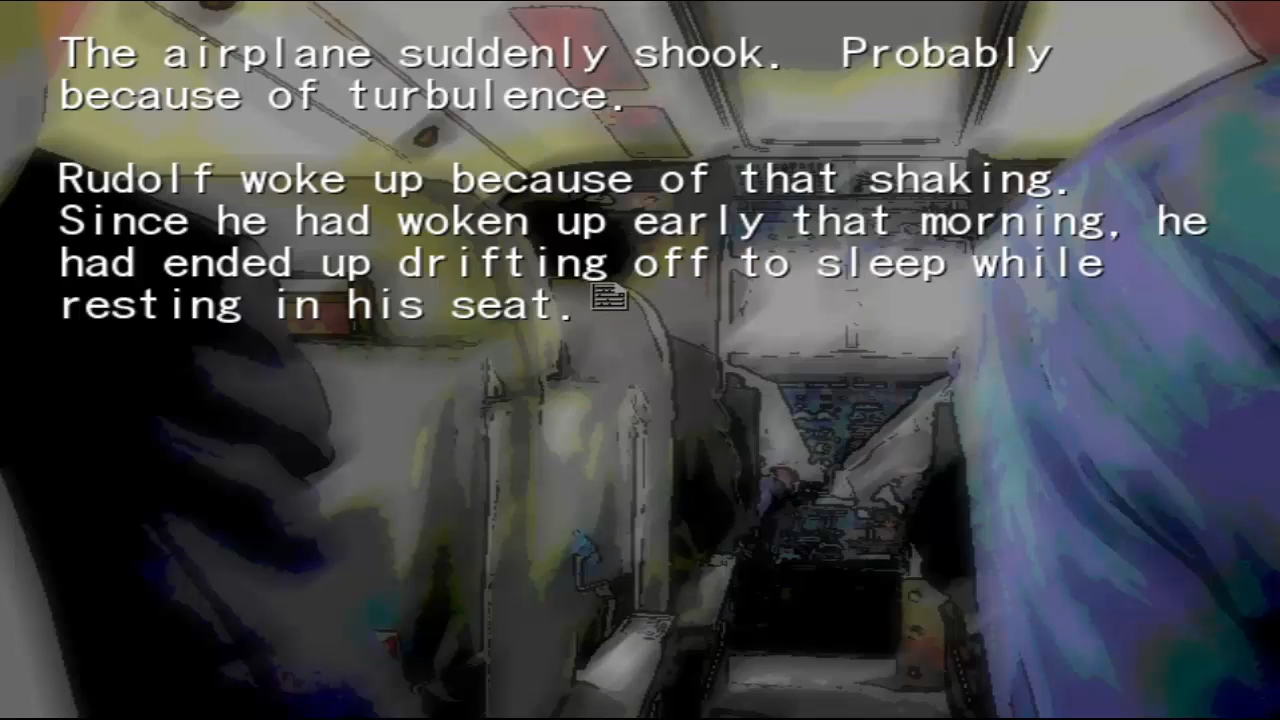 The airplane suddenly shook.  Probably
because of turbulence.
Rudolf woke up because of that shaking.
Since he had woken up early that morning, he
had ended up drifting off to sleep while
resting in his seat.